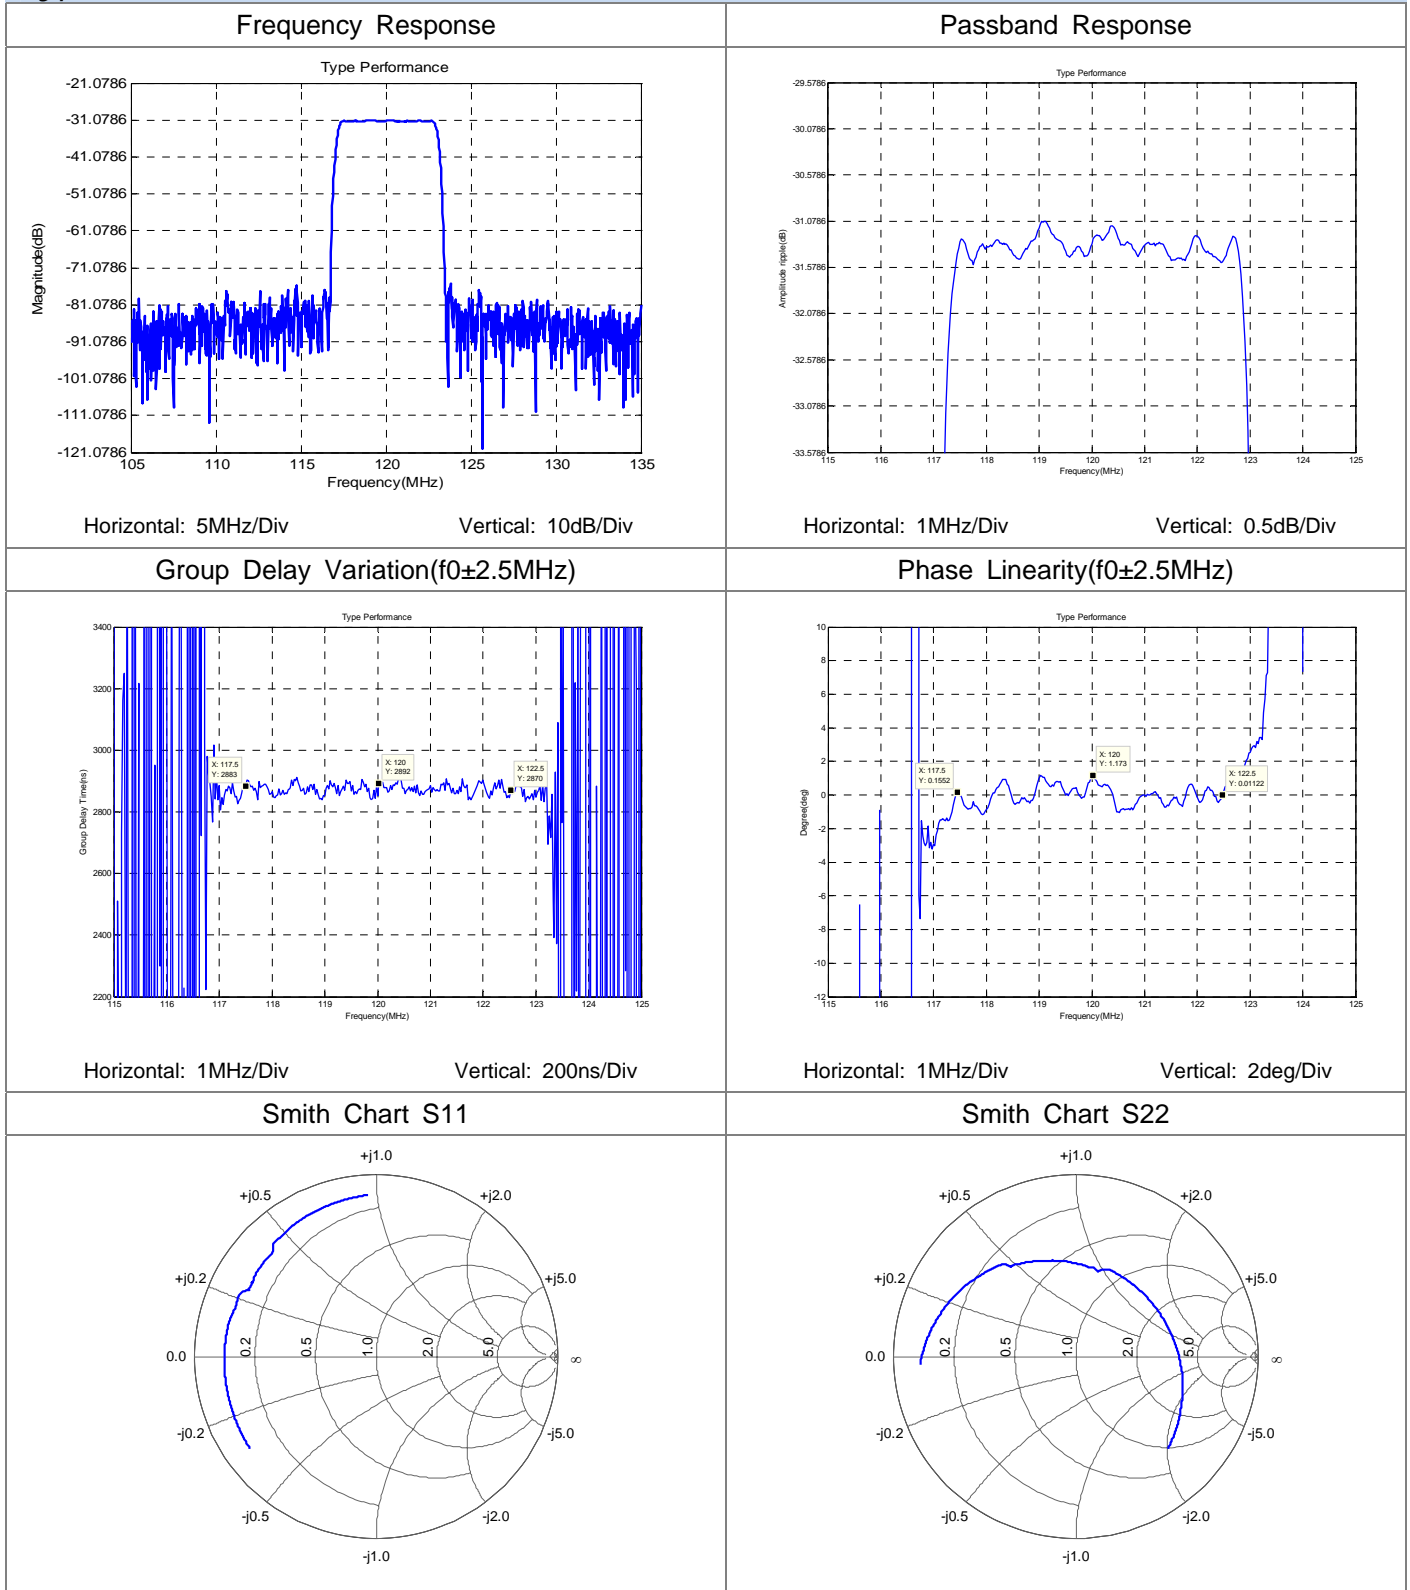 Frequency Response
Passband Response
Type Performance
-21.0786
-31.0786
-41.0786
-51.0786
-61.0786
-71.0786
-81.0786
-91.0786
-101.0786
-111.0786
-121.0786
Magnitude(dB)
105 110 115 120 125 130 135
Frequency(MHz)
Horizontal: 5MHz/Div Vertical: 10dB/Div
Type Performance
-29.5786
-30.0786
-30.5786
-31.0786
-31.5786
-32.0786
-32.5786
-33.0786
-33.5786
Amplitude ripple(dB)
115 116 117 118 119 120 121 122 123 124 125
Frequency(MHz)
Horizontal: 1MHz/Div Vertical: 0.5dB/Div
Group Delay Variation(f0±2.5MHz)
Phase Linearity(f0±2.5MHz)
Type Performance
3400
3200
3000
2800
2600
2400
2200
Group Delay Time(ns)
X: 117.5
Y: 2883
X: 120
Y: 2892
X: 122.5
Y: 2870
115 116 117 118 119 120 121 122 123 124 125
Frequency(MHz)
Horizontal: 1MHz/Div Vertical: 200ns/Div
Type Performance
10
8
6
4
2
0
-2
-4
-6
-8
-10
-12
Degree(deg)
X: 117.5
Y: 0.1552
X: 120
Y: 1.173
X: 122.5
Y: 0.01122
115 116 117 118 119 120 121 122 123 124 125
Frequency(MHz)
Horizontal: 1MHz/Div Vertical: 2deg/Div
Smith Chart S11
Smith Chart S22
+j1.0
+j0.5 +j2.0
+j0.2 +j5.0
0.0 0.2 0.5 1.0 2.0 5.0 ∞
-j0.2 -j5.0
-j0.5 -j2.0
-j1.0
+j1.0
+j0.5 +j2.0
+j0.2 +j5.0
0.0 0.2 0.5 1.0 2.0 5.0 ∞
-j0.2 -j5.0
-j0.5 -j2.0
-j1.0